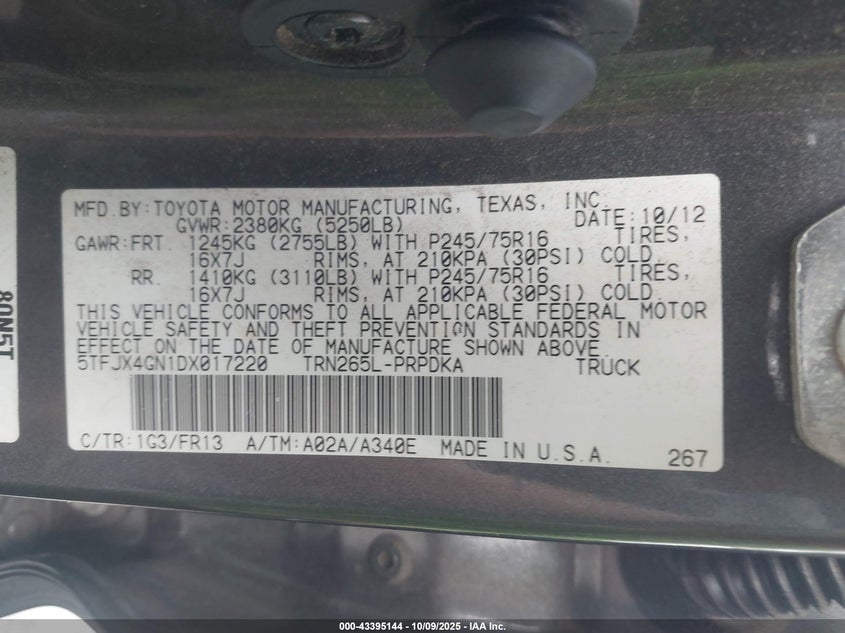 MFD.BY:TOYOTA MOTOR MANUFACTURING, TEXAS, INC.
GVWR:2380KG (5250LB) DATE:10/12
GAWR:FRT. 1245KG (2755LB) WITH P245/75R16 TIRES,
16X7J RIMS, AT 210KPA (30PSI) COLD.
RR. 1410KG (3110LB) WITH P245/75R16 TIRES,
16X7J RIMS, AT 210KPA (30PSI) COLD.
THIS VEHICLE CONFORMS TO ALL APPLICABLE FEDERAL MOTOR
VEHICLE SAFETY AND THEFT PREVENTION STANDARDS IN
EFFECT ON THE DATE OF MANUFACTURE SHOWN ABOVE.
5TFJX4GN1DX017220 TRN265L-PRPDKA TRUCK
C/TR:1G3/FR13 A/TM:A02A/A340E MADE IN U.S.A. 267
80N5T
000-43395144 - 10/09/2025 - IAA Inc.